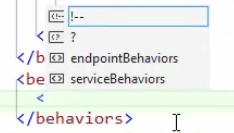 <!-- !--
< ?
</b endpointBehaviors
<be serviceBehaviors
<
</behaviors>